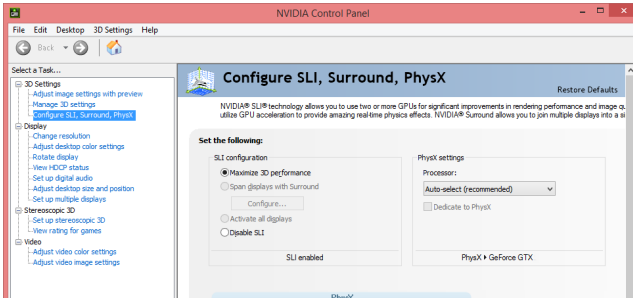 NVIDIA Control Panel
File Edit Desktop 3D Settings Help
Back
Select a Task...
3D Settings
Adjust image settings with preview
Manage 3D settings
Configure SLI, Surround, PhysX
Display
Change resolution
Adjust desktop color settings
Rotate display
View HDCP status
Set up digital audio
Adjust desktop size and position
Set up multiple displays
Stereoscopic 3D
Set up stereoscopic 3D
View rating for games
Video
Adjust video color settings
Adjust video image settings
Configure SLI, Surround, PhysX
Restore Defaults
NVIDIA® SLI® technology allows you to use two or more GPUs for significant improvements in rendering performance and image
utilize GPU acceleration to provide amazing real-time physics effects. NVIDIA® Surround allows you to join multiple displays into a
Set the following:
SLI configuration
Maximize 3D performance
Span displays with Surround
Configure...
Activate all displays
Disable SLI
SLI enabled
PhysX settings
Processor:
Auto-select (recommended)
Dedicate to PhysX
PhysX ▸ GeForce GTX